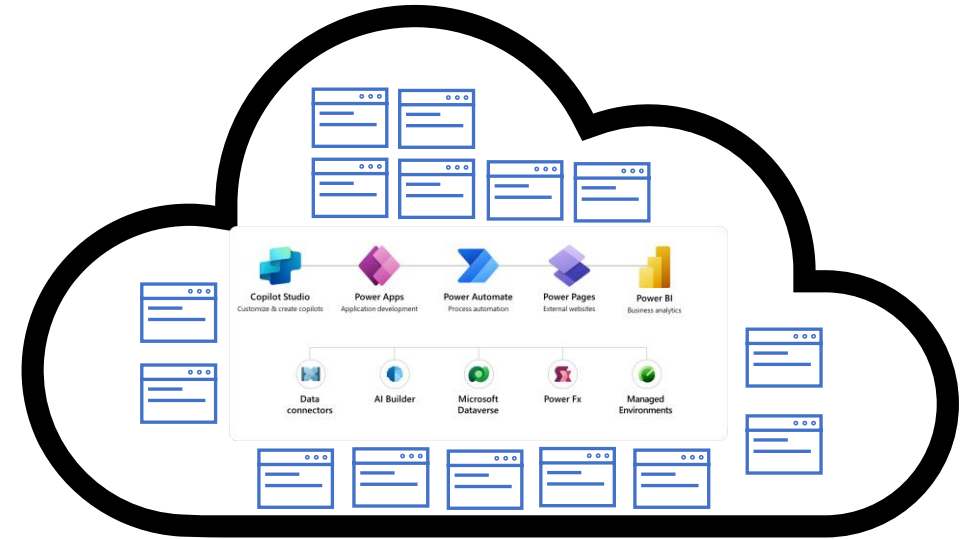 Copilot Studio
Customize & create copilots
Power Apps
Application development
Power Automate
Process automation
Power Pages
External websites
Power BI
Business analytics
Data
connectors
AI Builder
Microsoft
Dataverse
Power Fx
Managed
Environments